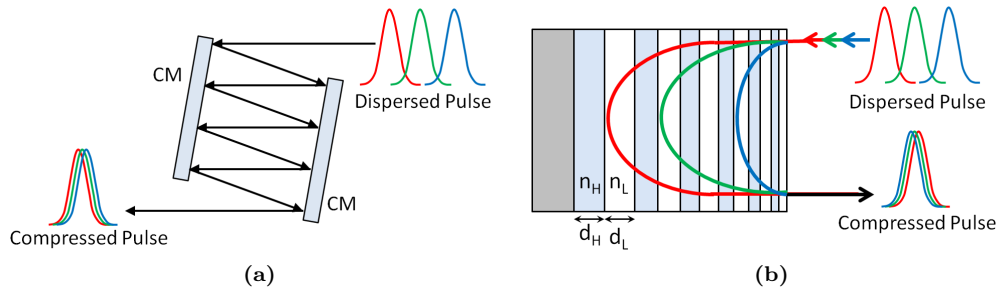 CM
Dispersed Pulse
CM
Compressed Pulse
(a)
n_H n_L
d_H d_L
Dispersed Pulse
Compressed Pulse
(b)